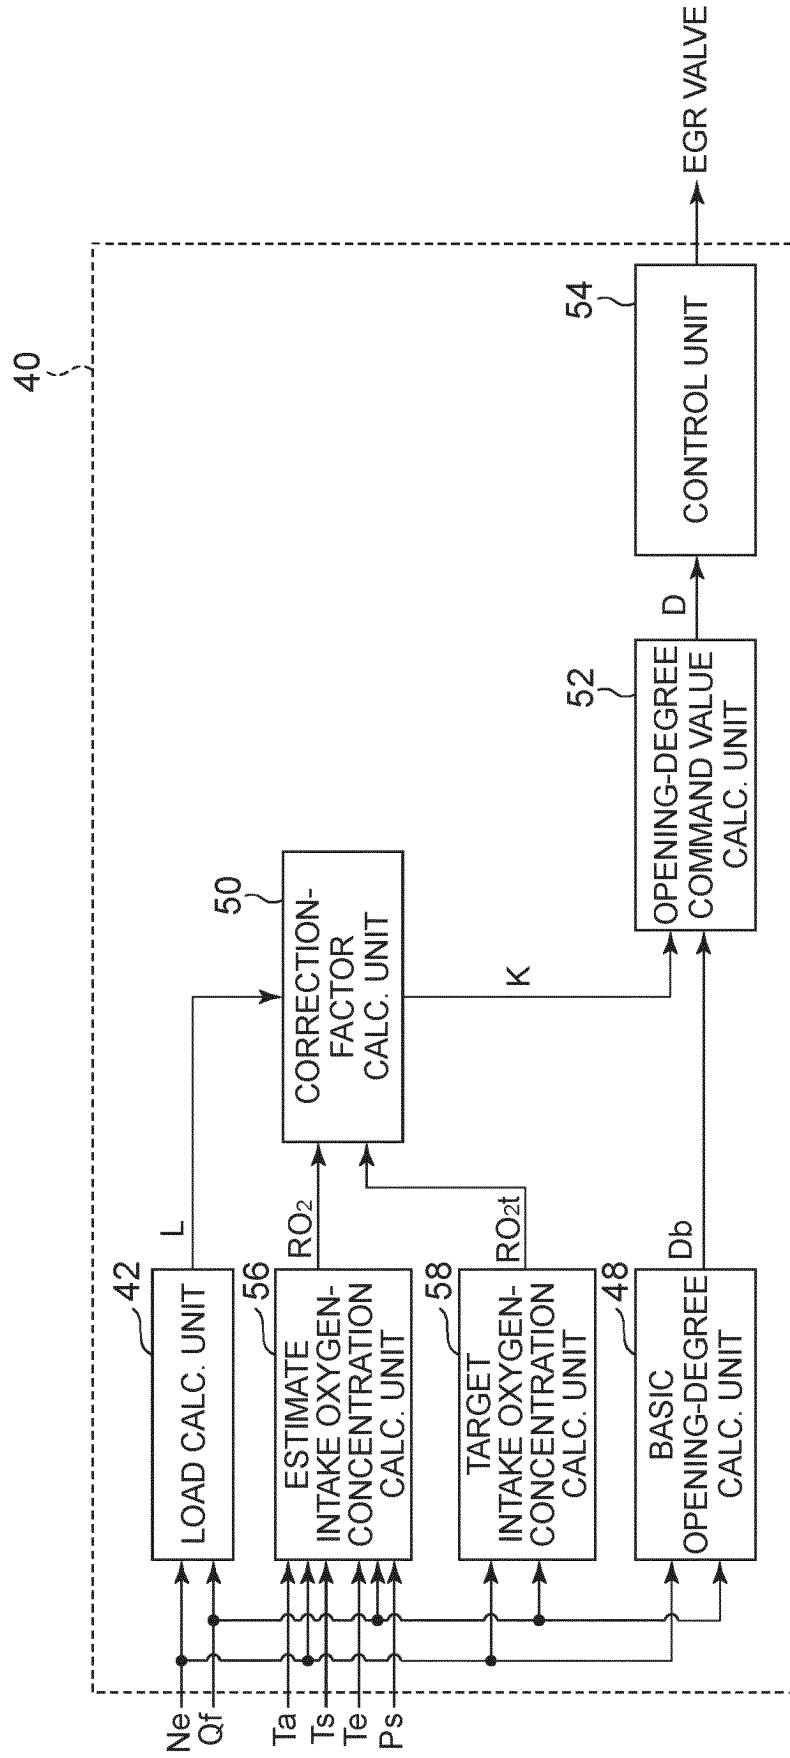 40
Ne
Qf
Ta
Ts
Te
Ps
42
LOAD CALC. UNIT
L
56
ESTIMATE
INTAKE OXYGEN-
CONCENTRATION
CALC. UNIT
RO2
58
TARGET
INTAKE OXYGEN-
CONCENTRATION
CALC. UNIT
RO2t
48
BASIC
OPENING-DEGREE
CALC. UNIT
Db
50
CORRECTION-
FACTOR
CALC. UNIT
K
52
OPENING-DEGREE
COMMAND VALUE
CALC. UNIT
D
54
CONTROL UNIT
EGR VALVE